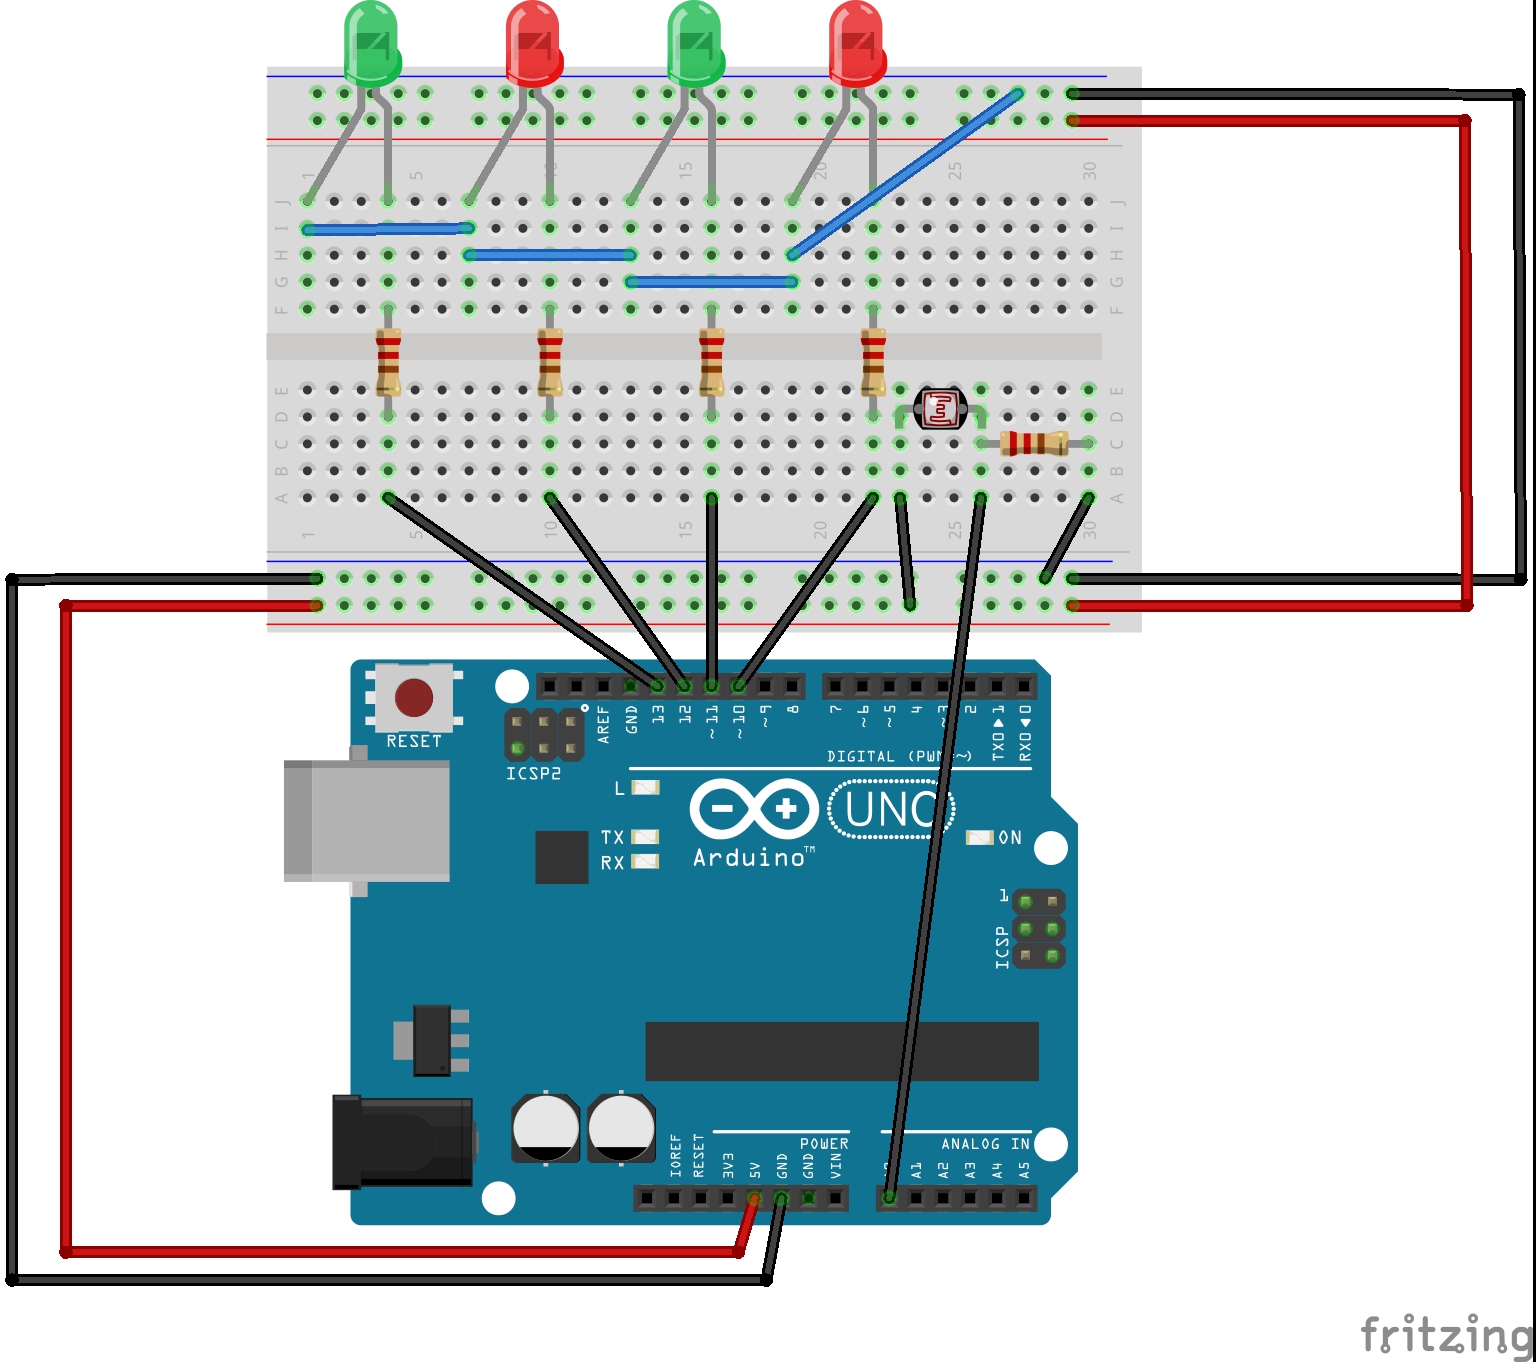 1 5 10 15 20 25 30
J J
I I
H H
G G
F F
E E
D D
C C
B B
A A
1 5 10 15 20 25 30
RESET
ICSP2
AREF
GND
13
12
~11
~10
~9
8
7
~6
~5
4
~3
2
TX0▶1
RX0◀0
DIGITAL (PWM ~)
L
TX
RX
UNO
Arduino™
ON
1
ICSP
IOREF
RESET
3V3
5V
GND
GND
VIN
POWER
ANALOG IN
A1
A2
A3
A4
A5
fritzing